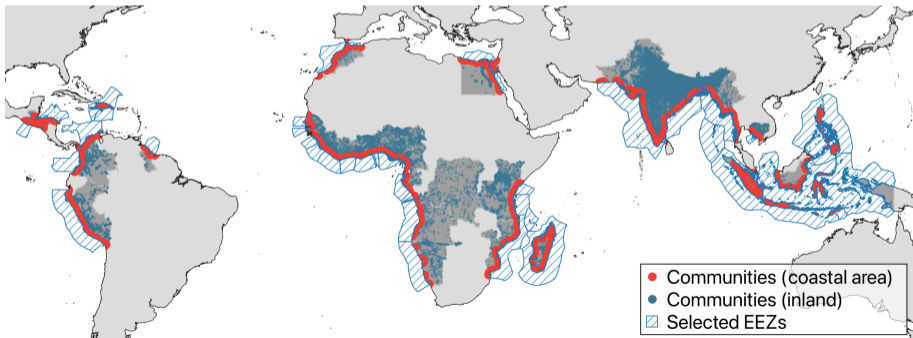 Communities (coastal area)
Communities (inland)
Selected EEZs